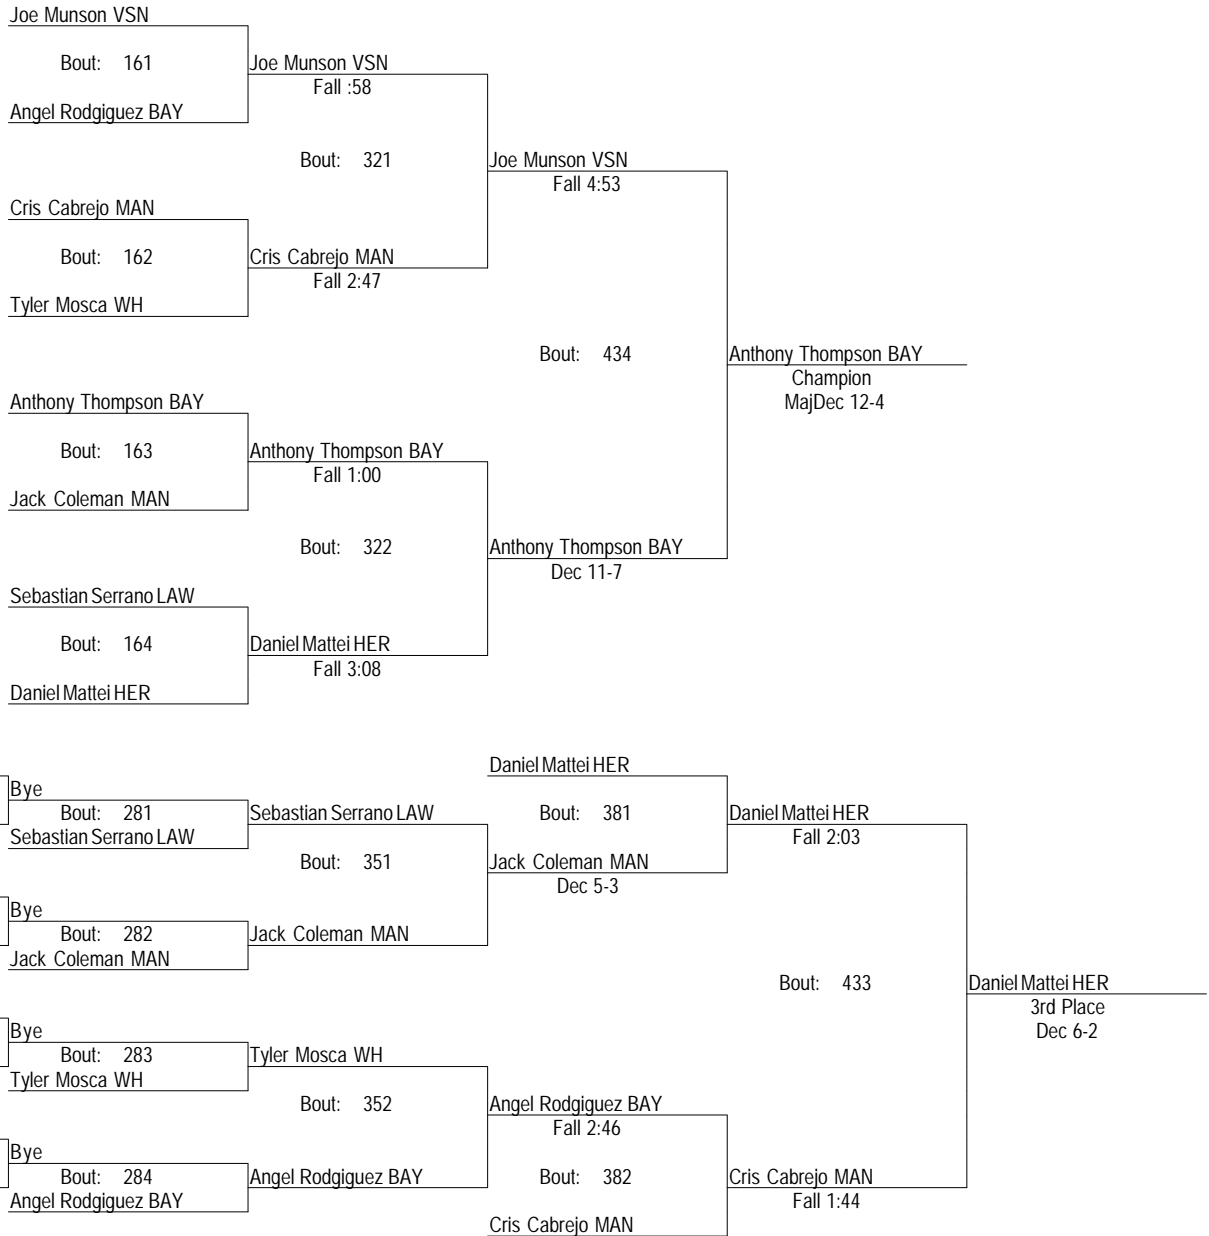 Joe Munson VSN
Bout: 161
Joe Munson VSN
Fall :58
Angel Rodgiguez BAY
Bout: 321
Joe Munson VSN
Fall 4:53
Cris Cabrejo MAN
Bout: 162
Cris Cabrejo MAN
Fall 2:47
Tyler Mosca WH
Bout: 434
Anthony Thompson BAY
Champion
MajDec 12-4
Anthony Thompson BAY
Bout: 163
Anthony Thompson BAY
Fall 1:00
Jack Coleman MAN
Bout: 322
Anthony Thompson BAY
Dec 11-7
Sebastian Serrano LAW
Bout: 164
Daniel Mattei HER
Fall 3:08
Daniel Mattei HER
Daniel Mattei HER
Bye
Bout: 281
Sebastian Serrano LAW
Sebastian Serrano LAW
Bout: 381
Daniel Mattei HER
Fall 2:03
Bout: 351
Jack Coleman MAN
Dec 5-3
Bye
Bout: 282
Jack Coleman MAN
Jack Coleman MAN
Bout: 433
Daniel Mattei HER
3rd Place
Dec 6-2
Bye
Bout: 283
Tyler Mosca WH
Tyler Mosca WH
Bout: 352
Angel Rodgiguez BAY
Fall 2:46
Bye
Bout: 284
Angel Rodgiguez BAY
Angel Rodgiguez BAY
Bout: 382
Cris Cabrejo MAN
Fall 1:44
Cris Cabrejo MAN